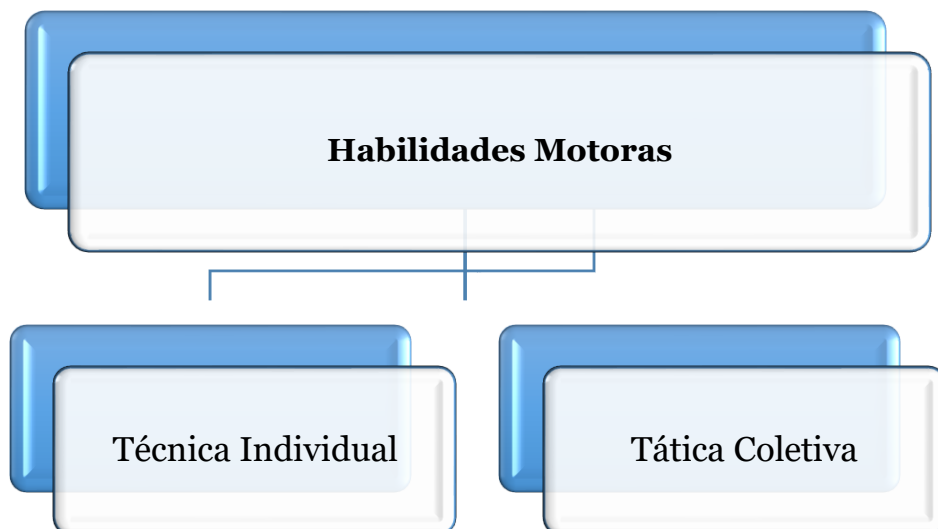 Habilidades Motoras
Técnica Individual
Tática Coletiva